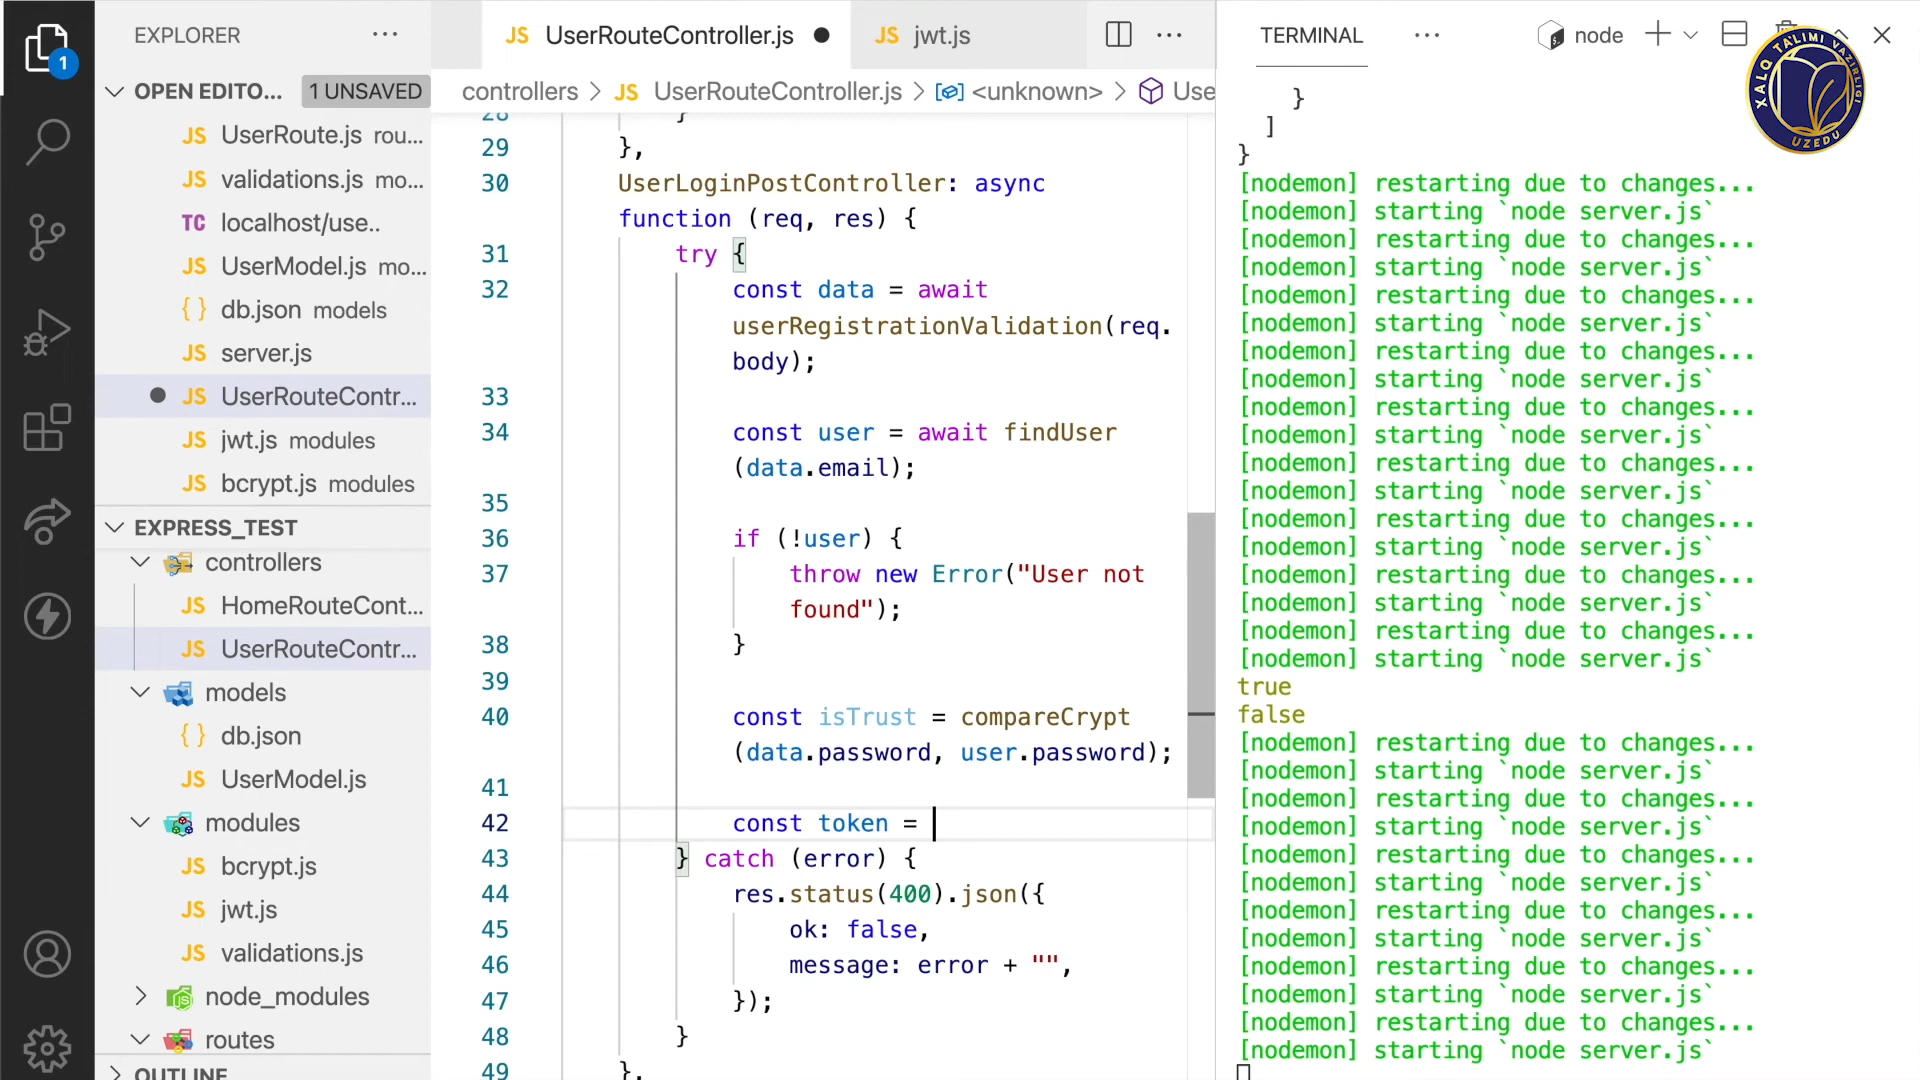 EXPLORER
OPEN EDITO... 1 UNSAVED
UserRoute.js rou...
validations.js mo...
TC localhost/use..
UserModel.js mo...
db.json models
server.js
UserRouteContr...
jwt.js modules
bcrypt.js modules
EXPRESS_TEST
controllers
HomeRouteCont...
UserRouteContr...
models
db.json
UserModel.js
modules
bcrypt.js
jwt.js
validations.js
node_modules
routes
OUTLINE
JS UserRouteController.js
JS jwt.js
controllers > JS UserRouteController.js > <unknown> > Use
28 }
29 },
30 UserLoginPostController: async
function (req, res) {
31 try {
32 const data = await
userRegistrationValidation(req.
body);
33
34 const user = await findUser
(data.email);
35
36 if (!user) {
37 throw new Error("User not
found");
38 }
39
40 const isTrust = compareCrypt
(data.password, user.password);
41
42 const token =
43 } catch (error) {
44 res.status(400).json({
45 ok: false,
46 message: error + "",
47 });
48 }
49 },
TERMINAL
node
}
]
}
[nodemon] restarting due to changes...
[nodemon] starting `node server.js`
[nodemon] restarting due to changes...
[nodemon] starting `node server.js`
[nodemon] restarting due to changes...
[nodemon] starting `node server.js`
[nodemon] restarting due to changes...
[nodemon] starting `node server.js`
[nodemon] restarting due to changes...
[nodemon] starting `node server.js`
[nodemon] restarting due to changes...
[nodemon] starting `node server.js`
[nodemon] restarting due to changes...
[nodemon] starting `node server.js`
[nodemon] restarting due to changes...
[nodemon] starting `node server.js`
[nodemon] restarting due to changes...
[nodemon] starting `node server.js`
true
false
[nodemon] restarting due to changes...
[nodemon] starting `node server.js`
[nodemon] restarting due to changes...
[nodemon] starting `node server.js`
[nodemon] restarting due to changes...
[nodemon] starting `node server.js`
[nodemon] restarting due to changes...
[nodemon] starting `node server.js`
[nodemon] restarting due to changes...
[nodemon] starting `node server.js`
[nodemon] restarting due to changes...
[nodemon] starting `node server.js`
XALQ TA'LIMI VAZIRLIGI
UZEDU
1